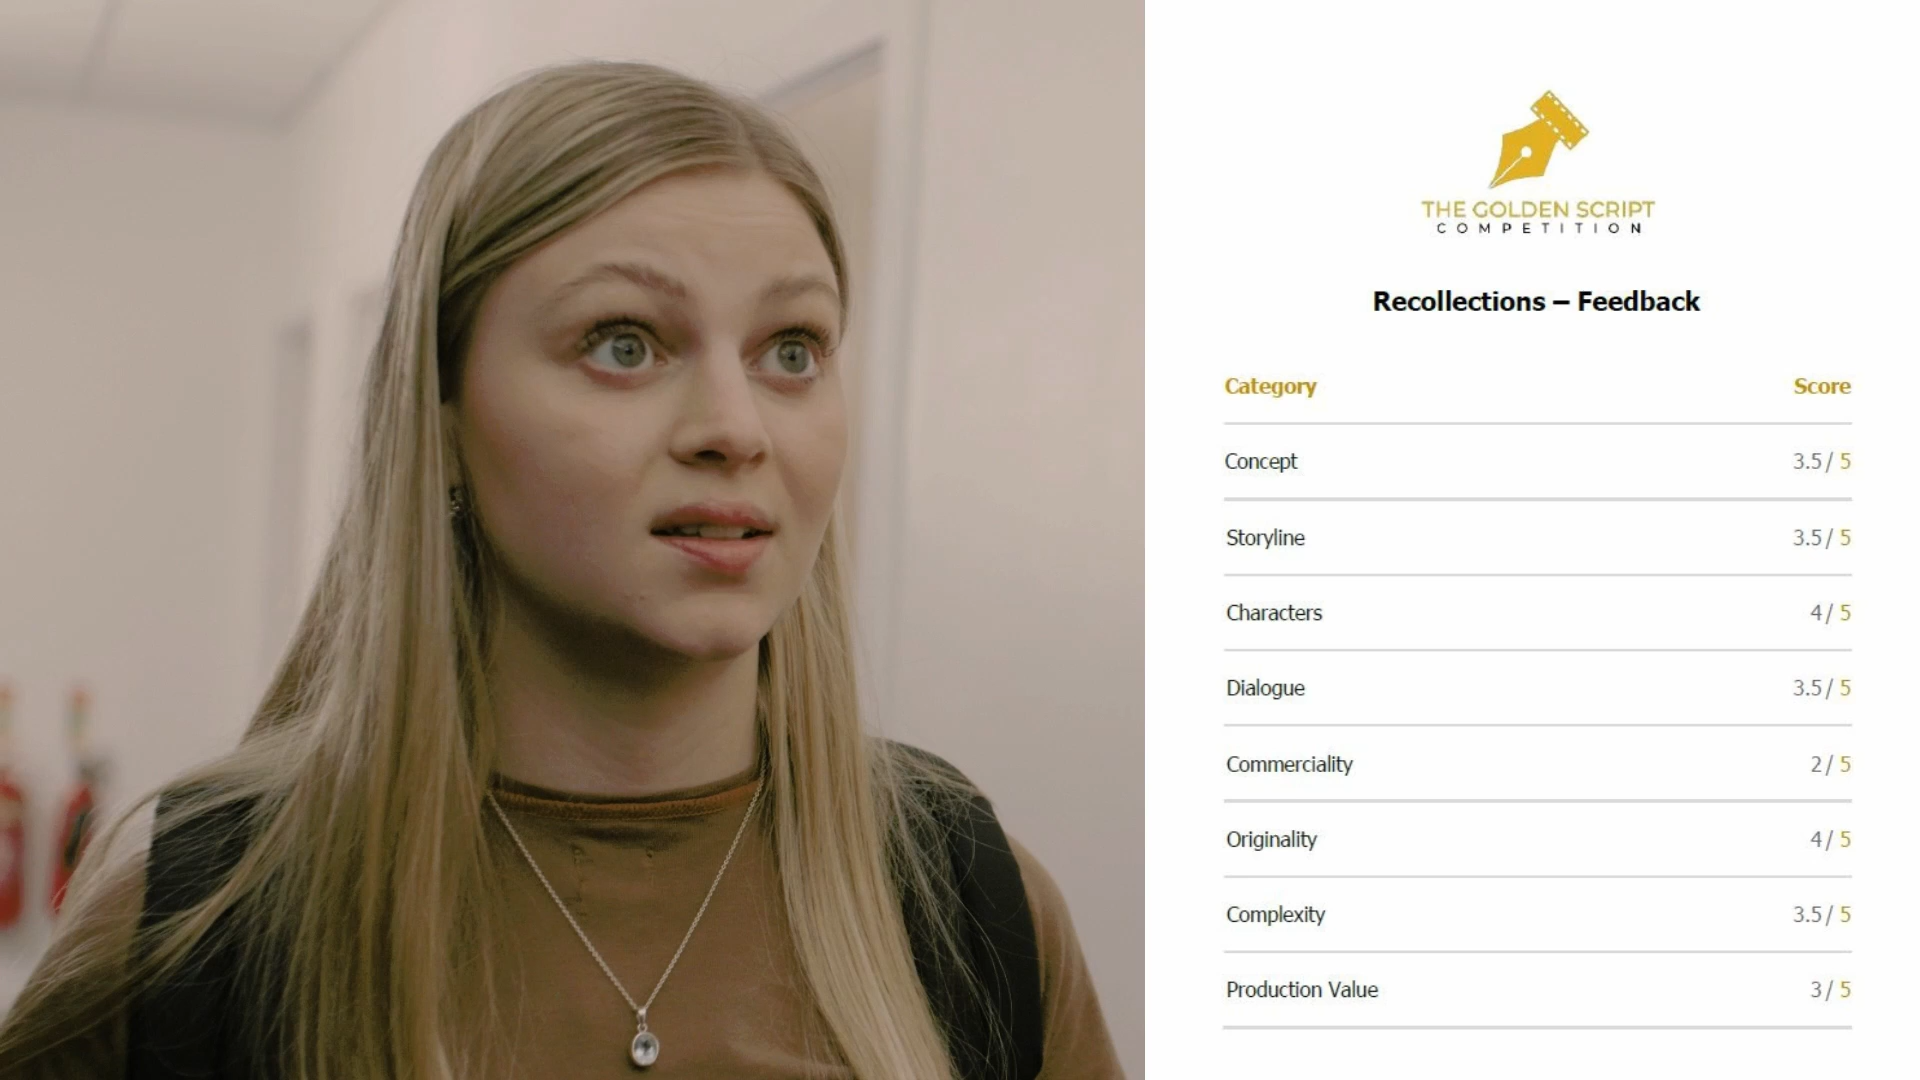 THE GOLDEN SCRIPT
COMPETITION
Recollections – Feedback
Category Score
Concept 3.5 / 5
Storyline 3.5 / 5
Characters 4 / 5
Dialogue 3.5 / 5
Commerciality 2 / 5
Originality 4 / 5
Complexity 3.5 / 5
Production Value 3 / 5